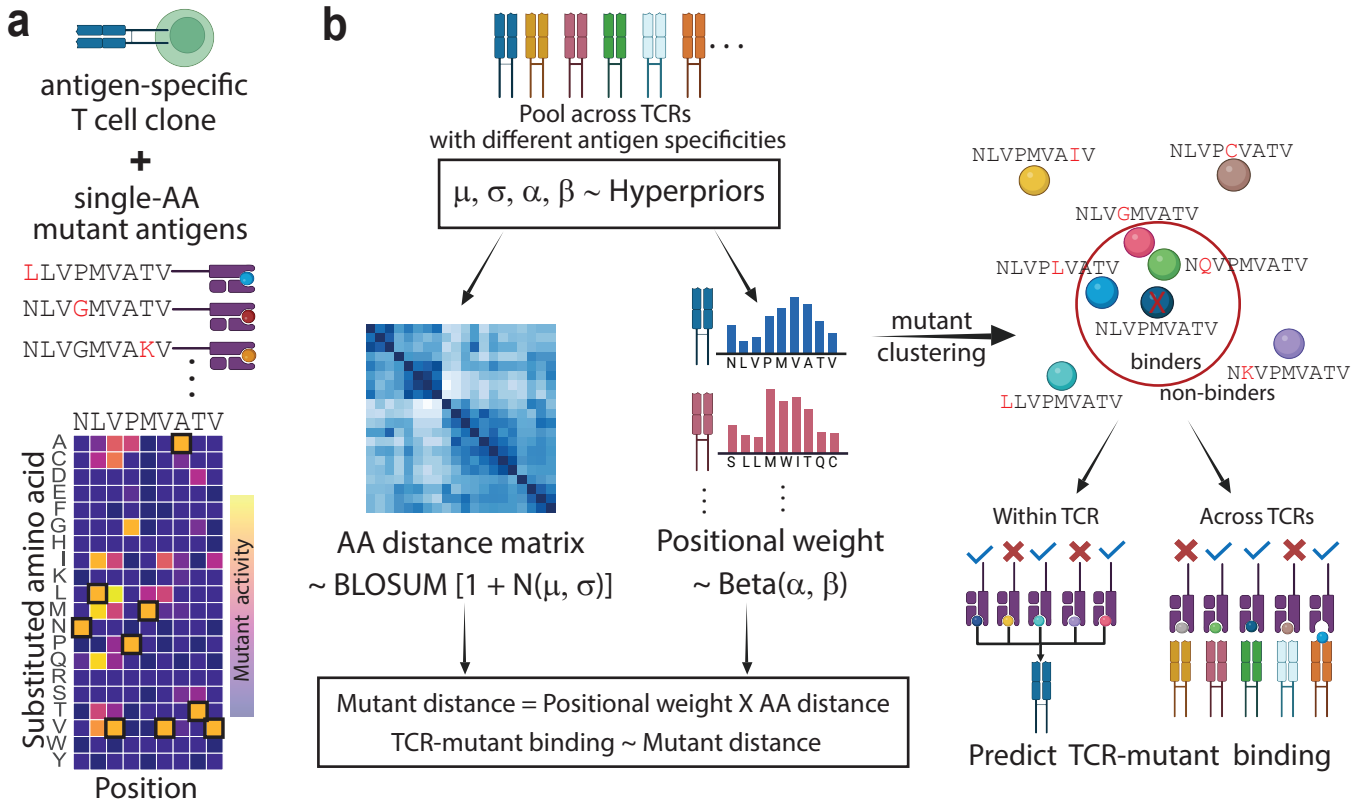 a
antigen-specific
T cell clone
+
single-AA
mutant antigens
LLVPMVATV
NLVGMVATV
NLVGMVAKV
NLVPMVATV
Substituted amino acid
A
C
D
E
F
G
H
I
K
L
M
N
P
Q
R
S
T
V
W
Y
Mutant activity
Position
b
Pool across TCRs
with different antigen specificities
μ, σ, α, β ~ Hyperpriors
AA distance matrix
~ BLOSUM [1 + N(μ, σ)]
NLVPMVATV
SLLMWITQC
Positional weight
~ Beta(α, β)
Mutant distance = Positional weight X AA distance
TCR-mutant binding ~ Mutant distance
mutant
clustering
NLVPMVAIV
NLVPCVATV
NLVGMVATV
NLVPLVATV
NQVPMVATV
X
NLVPMVATV
binders
non-binders
NKVPMVATV
LLVPMVATV
Within TCR
Across TCRs
Predict TCR-mutant binding